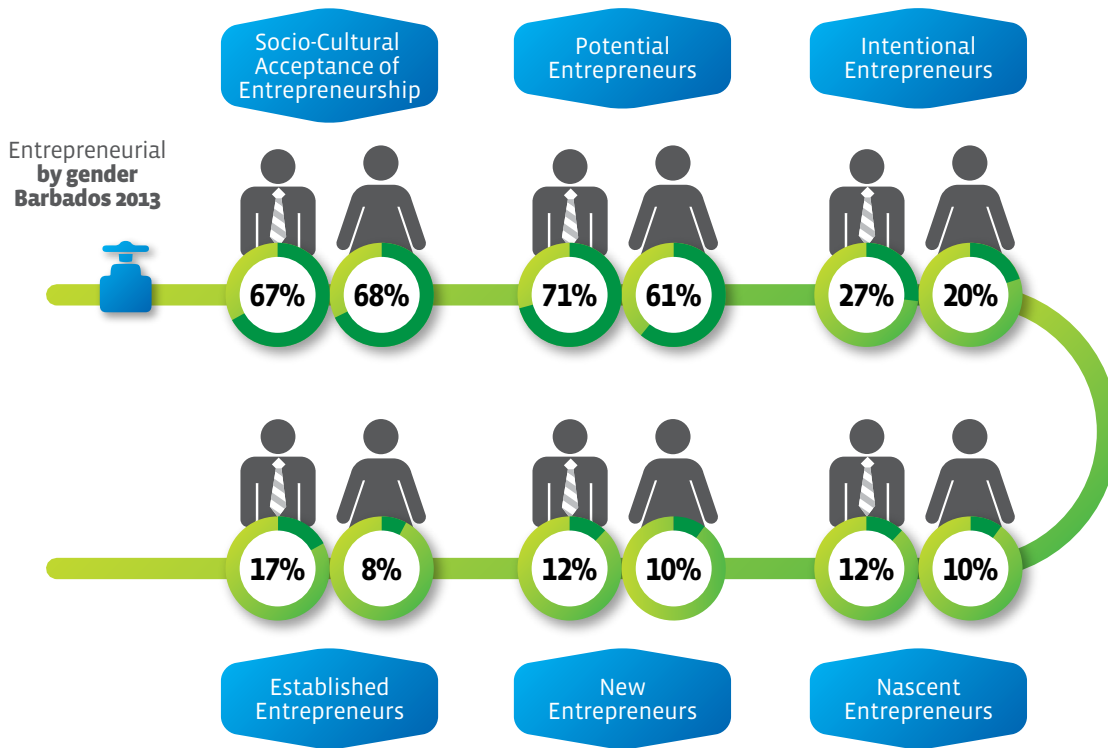 Socio-Cultural
Acceptance of
Entrepreneurship
Potential
Entrepreneurs
Intentional
Entrepreneurs
Entrepreneurial
by gender
Barbados 2013
67%
68%
71%
61%
27%
20%
17%
8%
12%
10%
12%
10%
Established
Entrepreneurs
New
Entrepreneurs
Nascent
Entrepreneurs